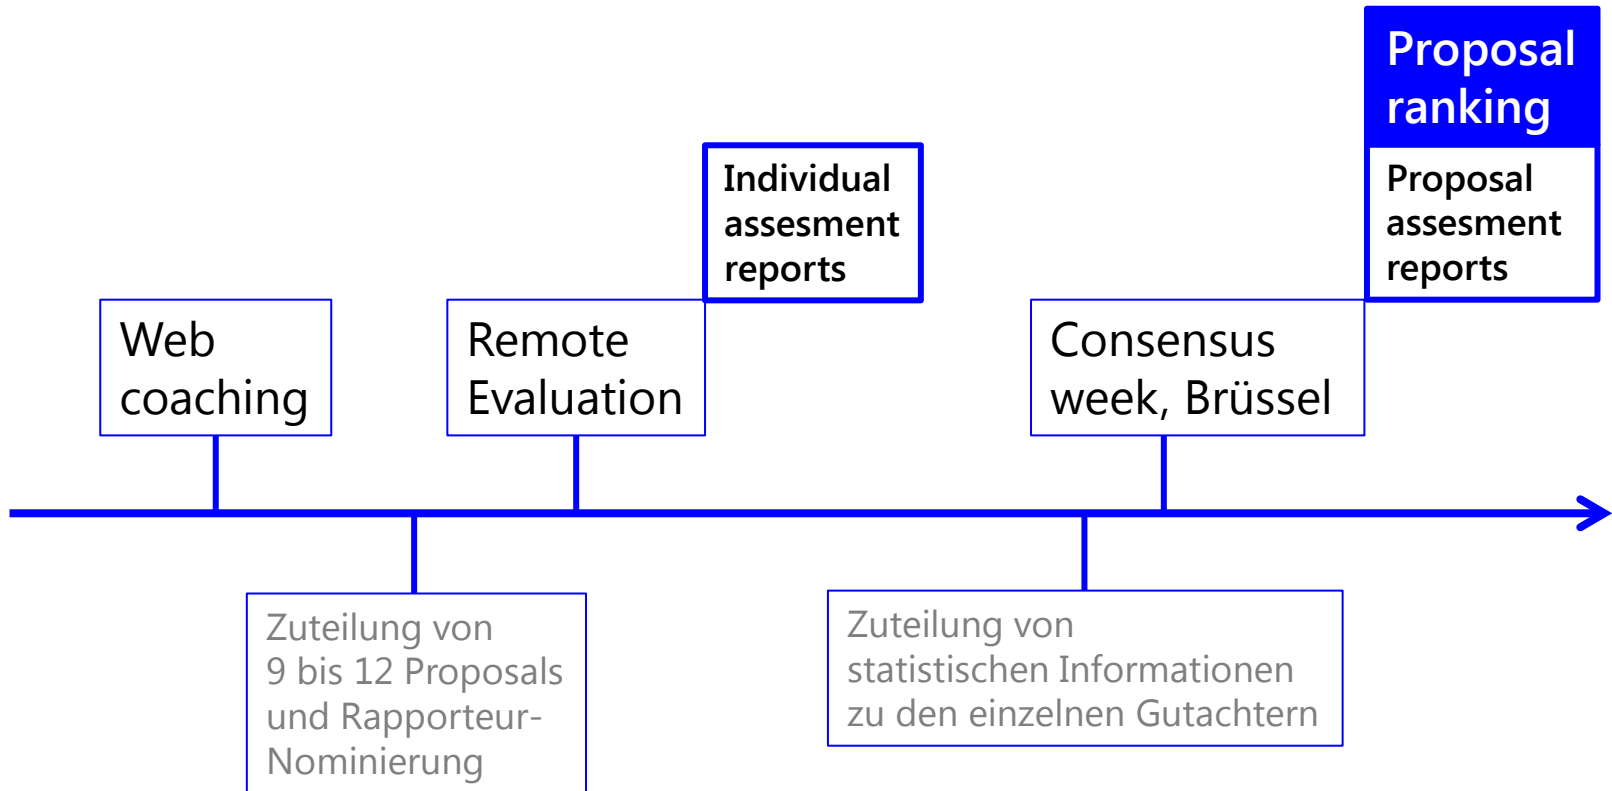 Proposal
ranking
Individual
assesment
reports
Proposal
assesment
reports
Web
coaching
Remote
Evaluation
Consensus
week, Brüssel
Zuteilung von
9 bis 12 Proposals
und Rapporteur-
Nominierung
Zuteilung von
statistischen Informationen
zu den einzelnen Gutachtern